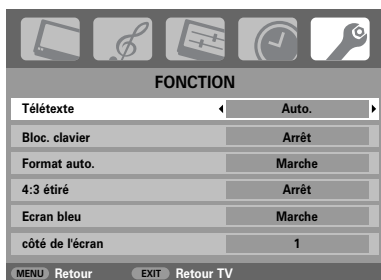 FONCTION
Télétexte Auto.
Bloc. clavier Arrêt
Format auto. Marche
4:3 étiré Arrêt
Ecran bleu Marche
côté de l'écran 1
MENU Retour EXIT Retour TV